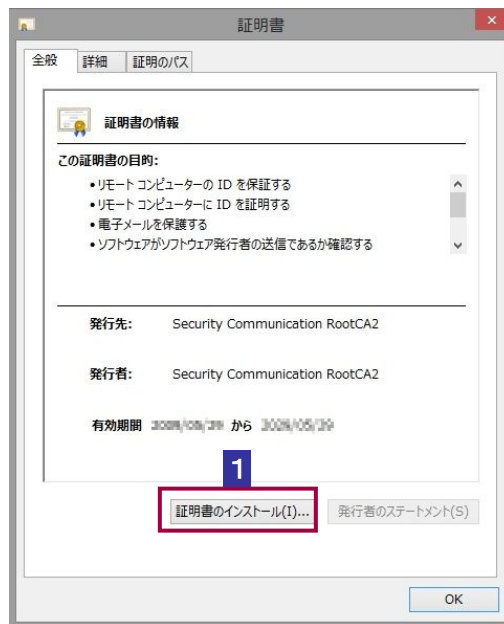 証明書
全般 詳細 証明のパス
証明書の情報
この証明書の目的:
•リモート コンピューターの ID を保証する
•リモート コンピューターに ID を証明する
•電子メールを保護する
•ソフトウェアがソフトウェア発行者の送信であるか確認する
発行先: Security Communication RootCA2
発行者: Security Communication RootCA2
有効期間 から
1
証明書のインストール(I)... 発行者のステートメント(S)
OK